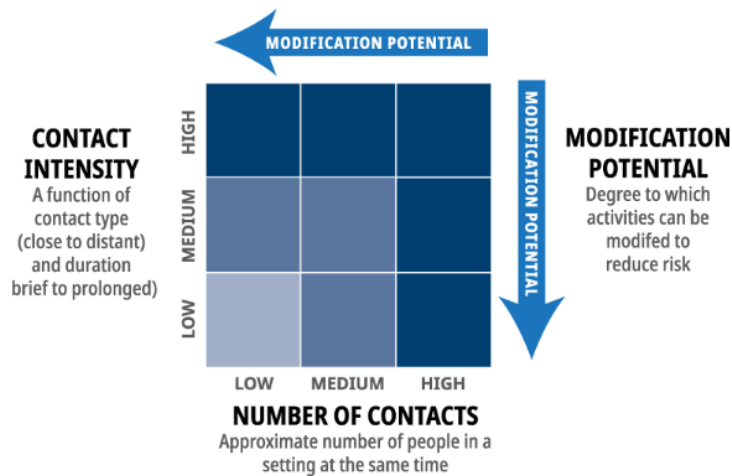 MODIFICATION POTENTIAL
CONTACT
INTENSITY
A function of
contact type
(close to distant)
and duration
brief to prolonged)
HIGH
MEDIUM
LOW
MODIFICATION POTENTIAL
MODIFICATION
POTENTIAL
Degree to which
activities can be
modifed to
reduce risk
LOW MEDIUM HIGH
NUMBER OF CONTACTS
Approximate number of people in a
setting at the same time